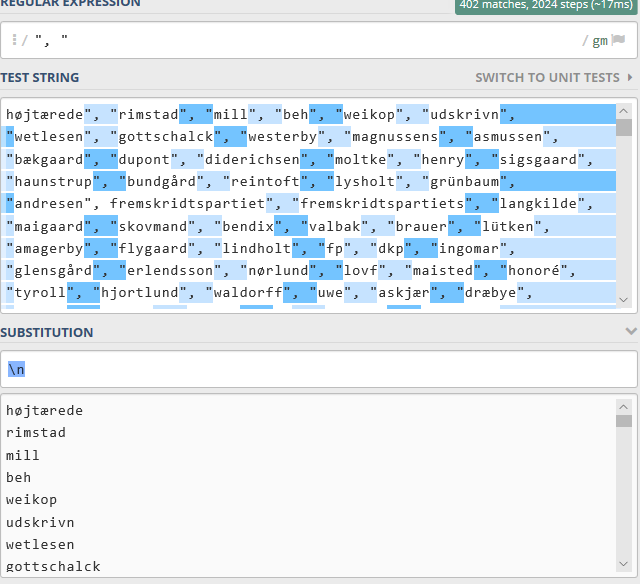 REGULAR EXPRESSION
402 matches, 2024 steps (~17ms)
/ ", " / gm
TEST STRING
SWITCH TO UNIT TESTS
højtærede", "rimstad", "mill", "beh", "weikop", "udskrivn",
"wetlesen", "gottschalck", "westerby", "magnussens", "asmussen",
"bækgaard", "dupont", "diderichsen", "moltke", "henry", "sigsgaard",
"haunstrup", "bundgård", "reintoft", "lysholt", "grünbaum",
"andresen", fremskridtspartiet", "fremskridtspartiets", "langkilde",
"maigaard", "skovmand", "bendix", "valbak", "brauer", "lütken",
"amagerby", "flygaard", "lindholt", "fp", "dkp", "ingomar",
"glensgård", "erlendsson", "nørlund", "lovf", "maisted", "honoré",
"tyroll", "hjortlund", "waldorff", "uwe", "askjær", "dræbye",
SUBSTITUTION
\n
højtærede
rimstad
mill
beh
weikop
udskrivn
wetlesen
gottschalck